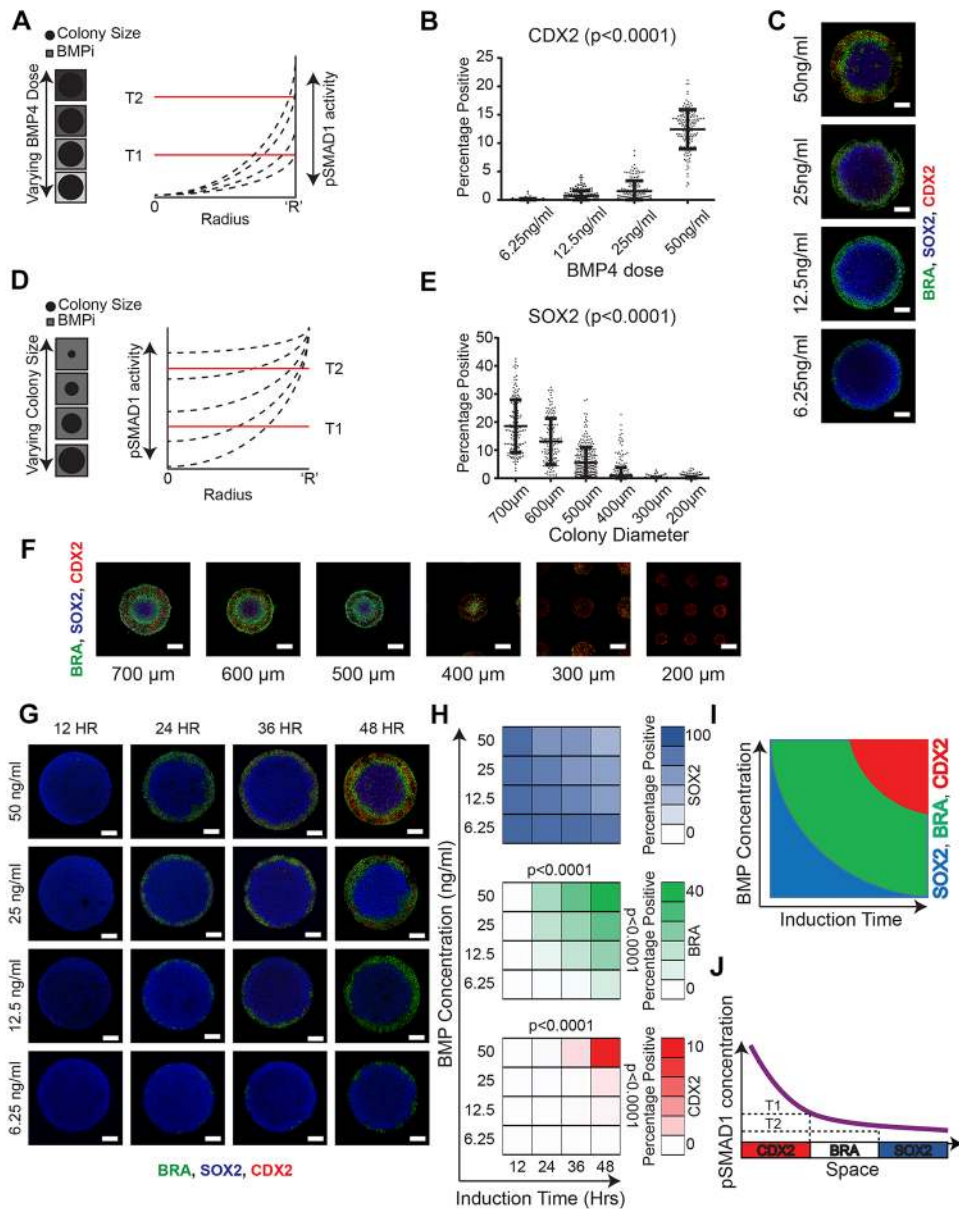 A
Colony Size
BMPi
Varying BMP4 Dose
T2
T1
pSMAD1 activity
0
'R'
Radius
B
CDX2 (p<0.0001)
Percentage Positive
25
20
15
10
5
0
6.25ng/ml
12.5ng/ml
25ng/ml
50ng/ml
BMP4 dose
C
50ng/ml
25ng/ml
12.5ng/ml
6.25ng/ml
BRA, SOX2, CDX2
D
Colony Size
BMPi
Varying Colony Size
pSMAD1 activity
T2
T1
0
'R'
Radius
E
SOX2 (p<0.0001)
Percentage Positive
50
40
30
20
10
0
700µm
600µm
500µm
400µm
300µm
200µm
Colony Diameter
F
BRA, SOX2, CDX2
700 µm
600 µm
500 µm
400 µm
300 µm
200 µm
G
12 HR
24 HR
36 HR
48 HR
50 ng/ml
25 ng/ml
12.5 ng/ml
6.25 ng/ml
BRA, SOX2, CDX2
H
BMP Concentration (ng/ml)
50
25
12.5
6.25
Percentage Positive
SOX2
100
0
p<0.0001
50
25
12.5
6.25
p<0.0001
Percentage Positive
BRA
40
0
p<0.0001
50
25
12.5
6.25
p<0.0001
Percentage Positive
CDX2
10
0
12
24
36
48
Induction Time (Hrs)
I
BMP Concentration
Induction Time
SOX2, BRA, CDX2
J
pSMAD1 concentration
T1
T2
CDX2
BRA
SOX2
Space